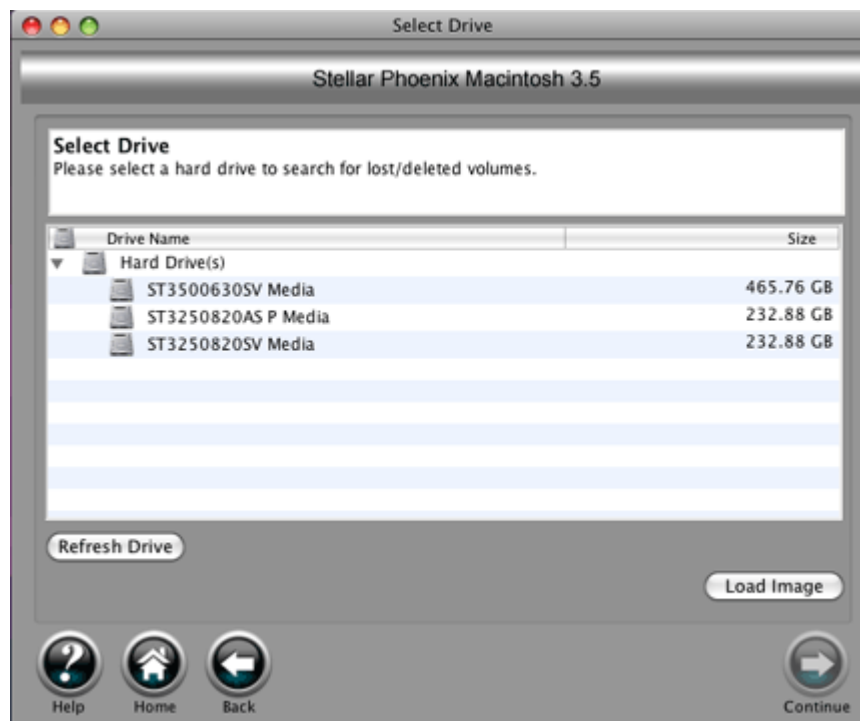 Select Drive
Stellar Phoenix Macintosh 3.5
Select Drive
Please select a hard drive to search for lost/deleted volumes.
Drive Name Size
Hard Drive(s)
ST3500630SV Media 465.76 GB
ST3250820AS P Media 232.88 GB
ST3250820SV Media 232.88 GB
Refresh Drive
Load Image
Help Home Back Continue